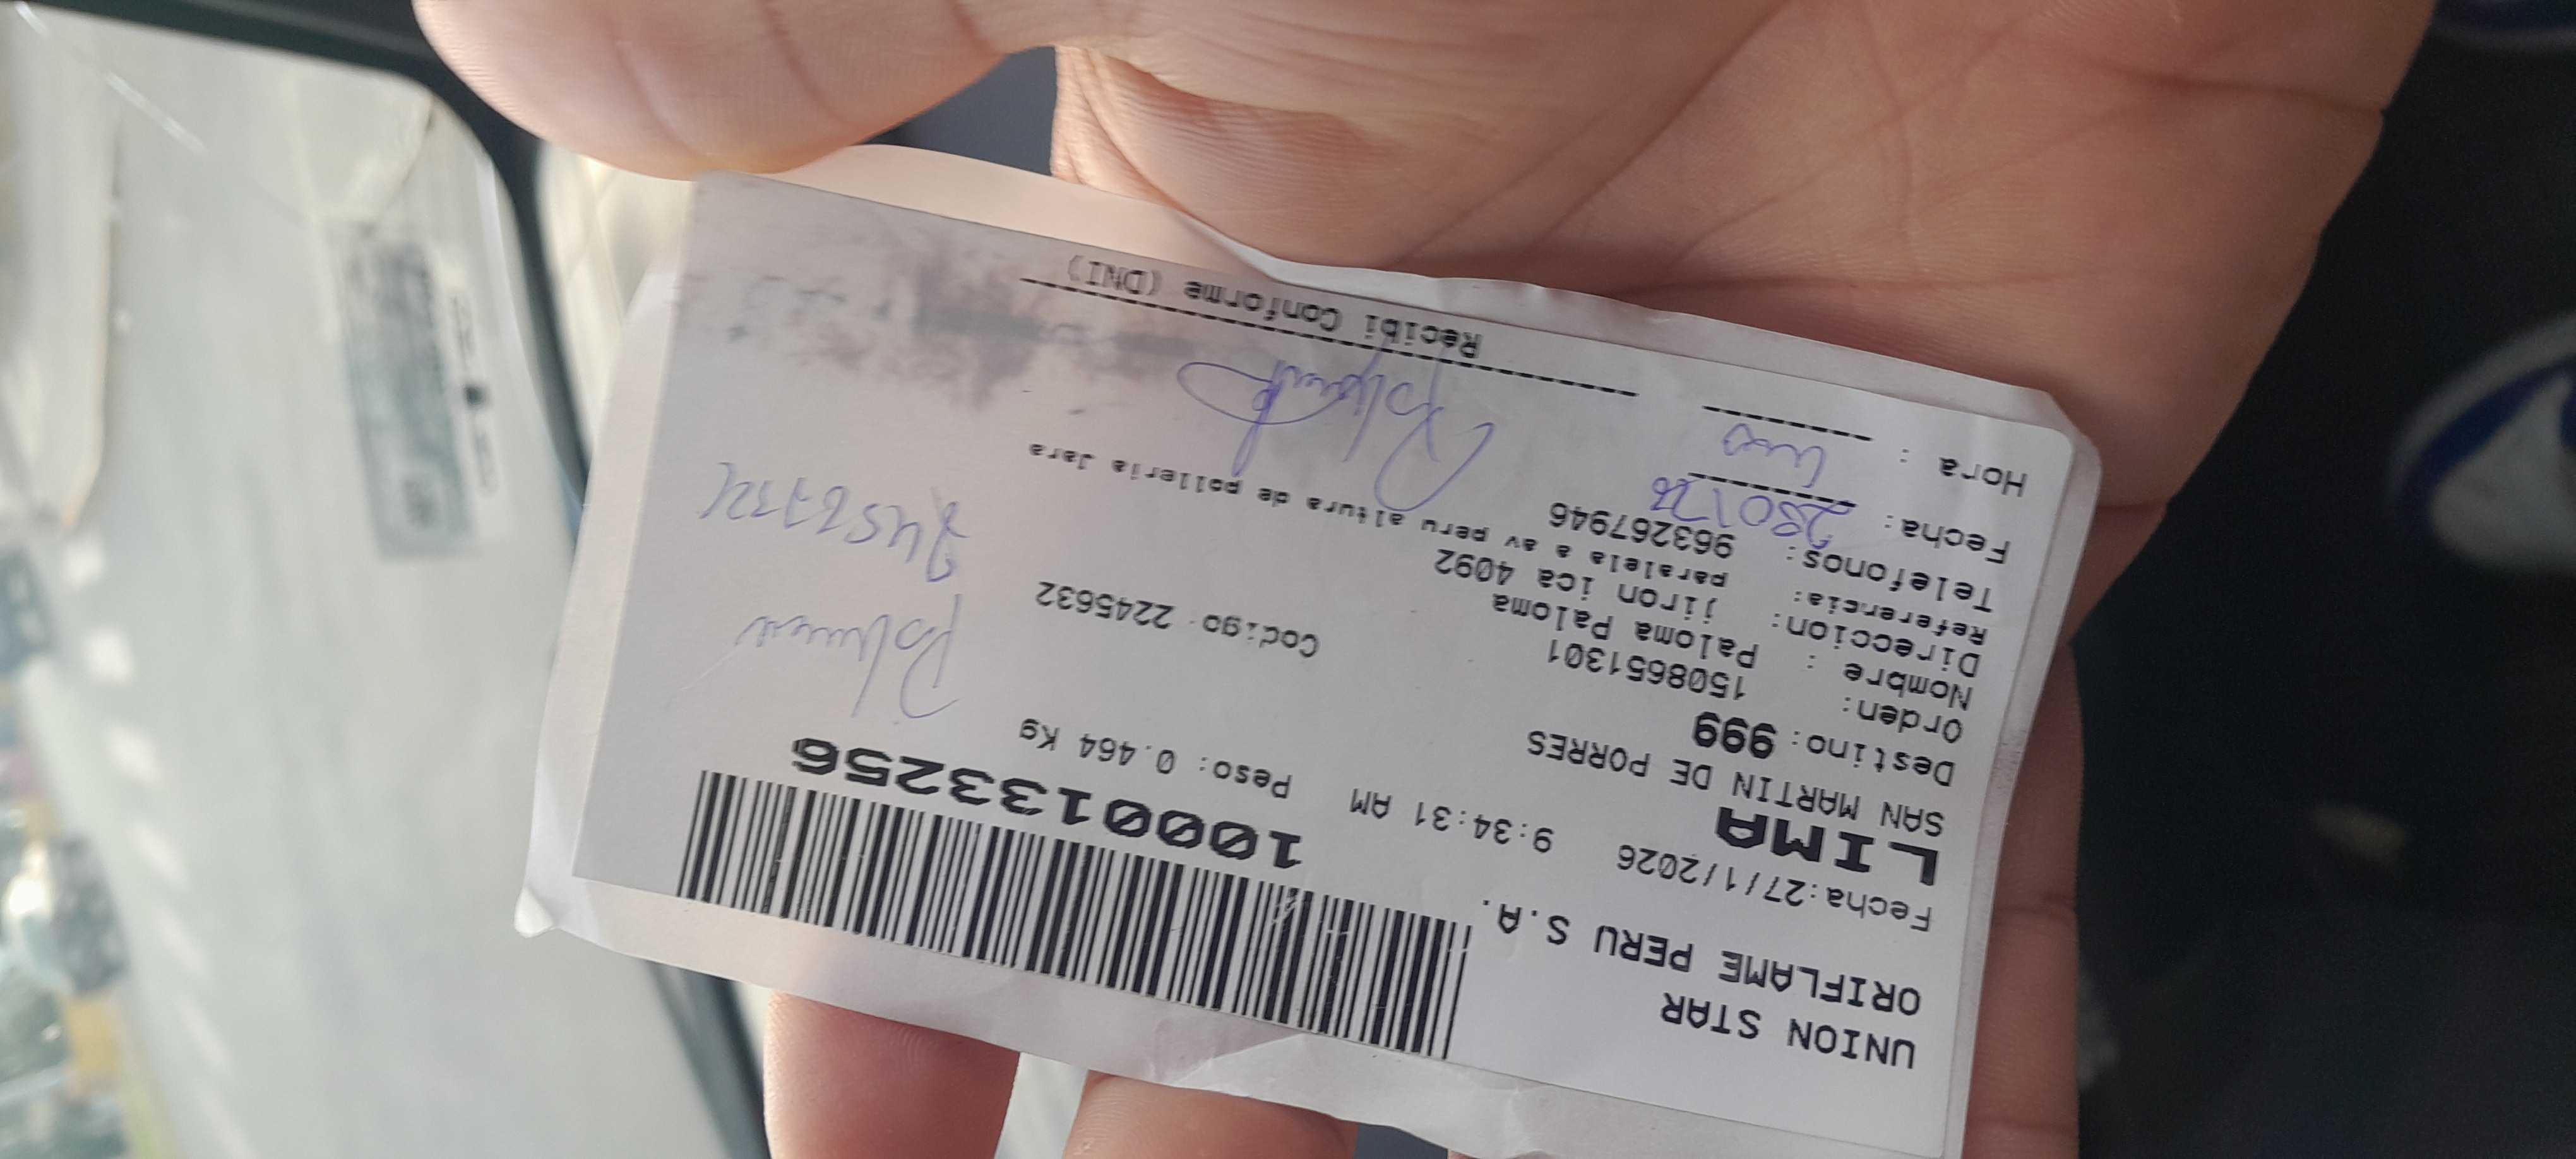 UNION STAR
ORIFLAME PERU S.A.
Fecha:27/1/2026 9:34:31 AM
1000133256
LIMA
SAN MARTIN DE PORRES Peso: 0.464 Kg
Destino: 999
Orden: 1508651301
Nombre : Paloma Paloma Codigo 2245632
Direccion: jiron ica 4092
Referencia: paralela a av peru altura de polleria Jara
Telefonos: 963267946
Fecha: 280126
Hora :
Recibi Conforme (DNI)